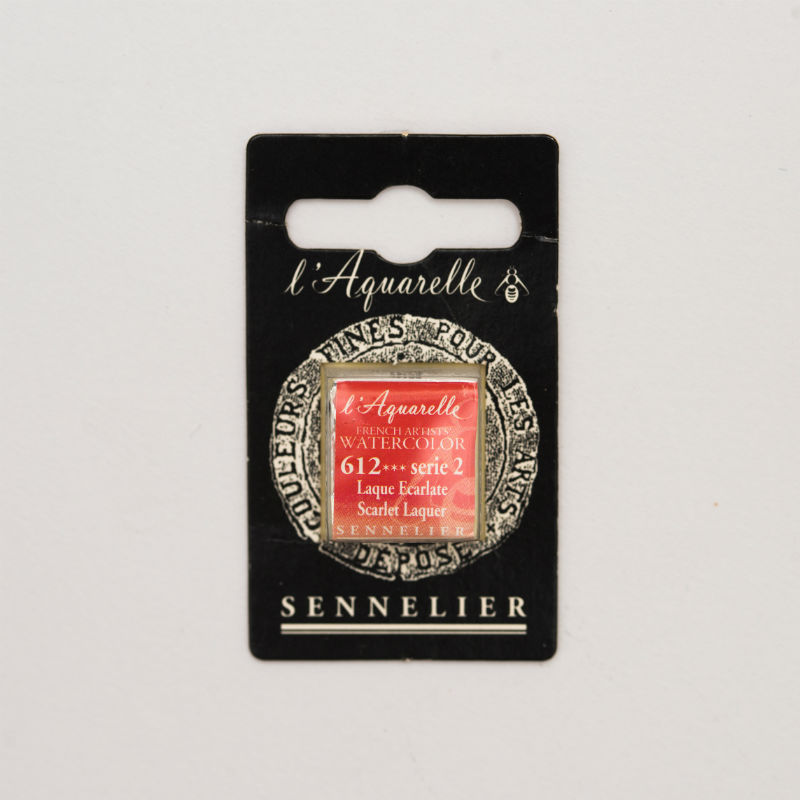 l'Aquarelle
COULEURS FINES POUR LES ARTS
DÉPOSÉ
l'Aquarelle
FRENCH ARTISTS'
WATERCOLOR
612*** serie 2
Laque Ecarlate
Scarlet Laquer
SENNELIER
SENNELIER